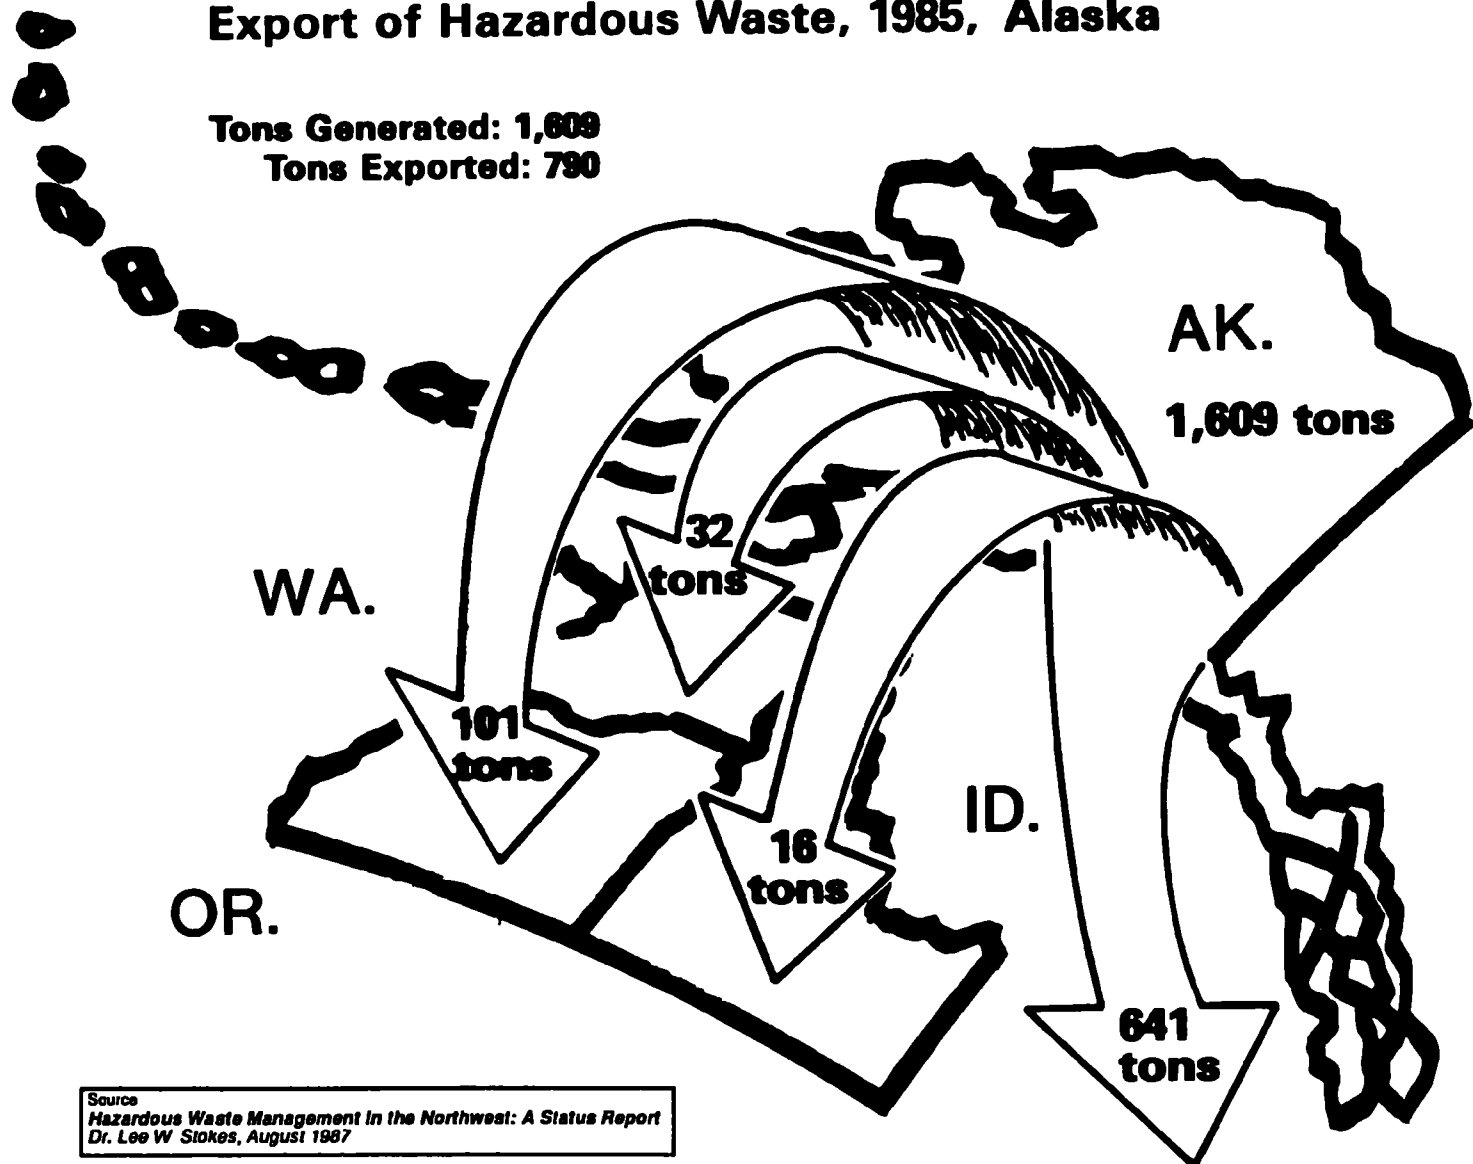 Export of Hazardous Waste, 1985, Alaska
Tons Generated: 1,609
Tons Exported: 790
AK.
1,609 tons
32
tons
WA.
101
tons
ID.
16
tons
OR.
641
tons
Source
Hazardous Waste Management in the Northwest: A Status Report
Dr. Lee W Stokes, August 1987